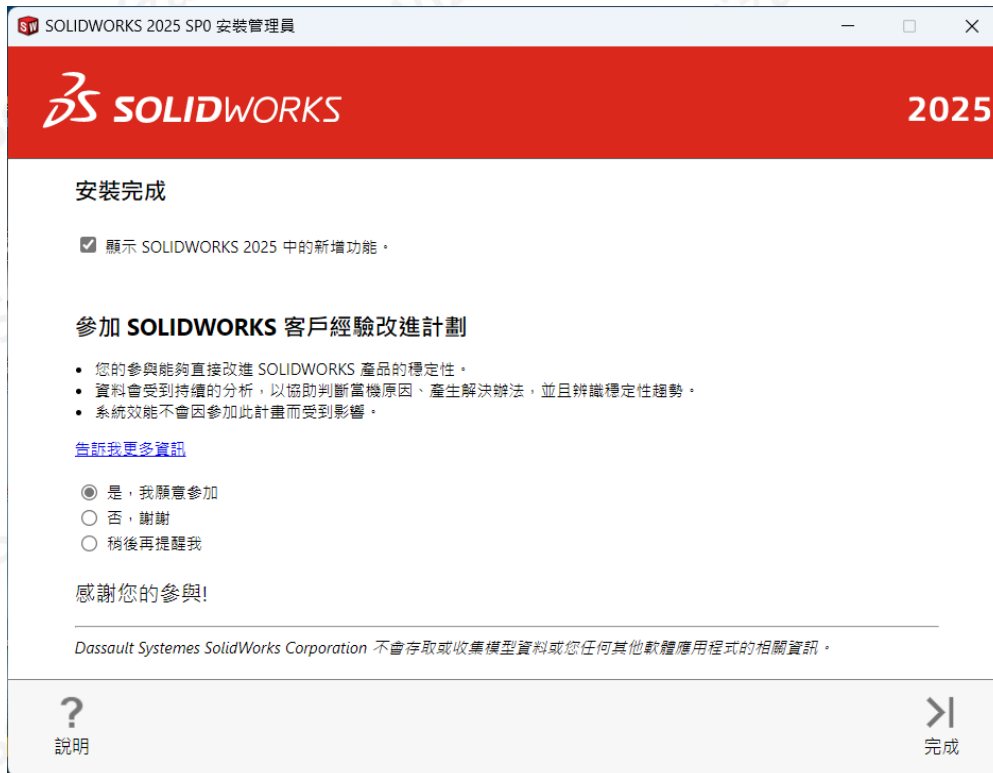 SOLIDWORKS 2025 SP0 安裝管理員
SOLIDWORKS
2025
安裝完成
顯示 SOLIDWORKS 2025 中的新增功能。
參加 SOLIDWORKS 客戶經驗改進計劃
• 您的參與能夠直接改進 SOLIDWORKS 產品的穩定性。
• 資料會受到持續的分析，以協助判斷當機原因、產生解決辦法，並且辨識穩定性趨勢。
• 系統效能不會因參加此計畫而受到影響。
告訴我更多資訊
是，我願意參加
否，謝謝
稍後再提醒我
感謝您的參與!
Dassault Systemes SolidWorks Corporation 不會存取或收集模型資料或您任何其他軟體應用程式的相關資訊。
?
說明
完成